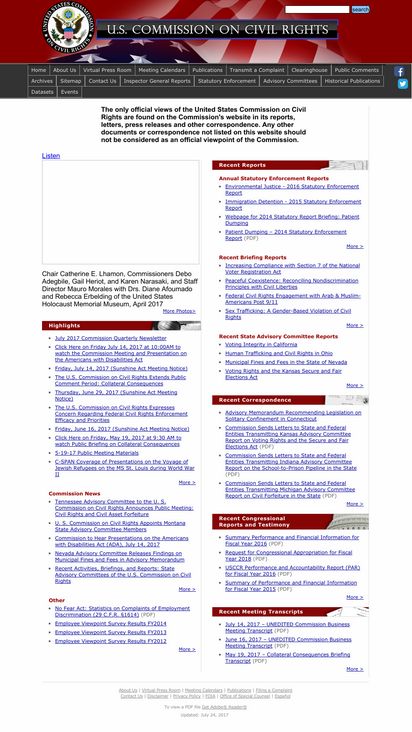 UNITED STATES COMMISSION
ON CIVIL RIGHTS
search
U.S. COMMISSION ON CIVIL RIGHTS
Home | About Us | Virtual Press Room | Meeting Calendars | Publications | Transmit a Complaint | Clearinghouse | Public Comments
Archives | Sitemap | Contact Us | Inspector General Reports | Statutory Enforcement | Advisory Committees | Historical Publications
Datasets | Events
The only official views of the United States Commission on Civil
Rights are found on the Commission's website in its reports,
letters, press releases and other correspondence. Any other
documents or correspondence not listed on this website should
not be considered as an official viewpoint of the Commission.
Listen
Chair Catherine E. Lhamon, Commissioners Debo
Adegbile, Gail Heriot, and Karen Narasaki, and Staff
Director Mauro Morales with Drs. Diane Afoumado
and Rebecca Erbelding of the United States
Holocaust Memorial Museum, April 2017
More Photos>
Highlights
July 2017 Commission Quarterly Newsletter
Click Here on Friday July 14, 2017 at 10:00AM to
watch the Commission Meeting and Presentation on
the Americans with Disabilities Act
Friday, July 14, 2017 (Sunshine Act Meeting Notice)
The U.S. Commission on Civil Rights Extends Public
Comment Period: Collateral Consequences
Thursday, June 29, 2017 (Sunshine Act Meeting
Notice)
The U.S. Commission on Civil Rights Expresses
Concern Regarding Federal Civil Rights Enforcement
Efficacy and Priorities
Friday, June 16, 2017 (Sunshine Act Meeting Notice)
Click Here on Friday, May 19, 2017 at 9:30 AM to
watch Public Briefing on Collateral Consequences
5-19-17 Public Meeting Materials
C-SPAN Coverage of Presentations on the Voyage of
Jewish Refugees on the MS St. Louis during World War
II
More >
Commission News
Tennessee Advisory Committee to the U. S.
Commission on Civil Rights Announces Public Meeting:
Civil Rights and Civil Asset Forfeiture
U. S. Commission on Civil Rights Appoints Montana
State Advisory Committee Members
Commission to Hear Presentations on the Americans
with Disabilities Act (ADA), July 14, 2017
Nevada Advisory Committee Releases Findings on
Municipal Fines and Fees in Advisory Memorandum
Recent Activities, Briefings, and Reports: State
Advisory Committees of the U.S. Commission on Civil
Rights
More >
Other
No Fear Act: Statistics on Complaints of Employment
Discrimination (29 C.F.R. §1614) (PDF)
Employee Viewpoint Survey Results FY2014
Employee Viewpoint Survey Results FY2013
Employee Viewpoint Survey Results FY2012
More >
Recent Reports
Annual Statutory Enforcement Reports
Environmental Justice - 2016 Statutory Enforcement
Report
Immigration Detention - 2015 Statutory Enforcement
Report
Webpage for 2014 Statutory Report Briefing: Patient
Dumping
Patient Dumping – 2014 Statutory Enforcement
Report (PDF)
More >
Recent Briefing Reports
Increasing Compliance with Section 7 of the National
Voter Registration Act
Peaceful Coexistence: Reconciling Nondiscrimination
Principles with Civil Liberties
Federal Civil Rights Engagement with Arab & Muslim-
Americans Post 9/11
Sex Trafficking: A Gender-Based Violation of Civil
Rights
More >
Recent State Advisory Committee Reports
Voting Integrity in California
Human Trafficking and Civil Rights in Ohio
Municipal Fines and Fees in the State of Nevada
Voting Rights and the Kansas Secure and Fair
Elections Act
More >
Recent Correspondence
Advisory Memorandum Recommending Legislation on
Solitary Confinement in Connecticut
Commission Sends Letters to State and Federal
Entities Transmitting Kansas Advisory Committee
Report on Voting Rights and the Secure and Fair
Elections Act (PDF)
Commission Sends Letters to State and Federal
Entities Transmitting Indiana Advisory Committee
Report on the School-to-Prison Pipeline in the State
(PDF)
Commission Sends Letters to State and Federal
Entities Transmitting Michigan Advisory Committee
Report on Civil Forfeiture in the State (PDF)
More >
Recent Congressional
Reports and Testimony
Summary Performance and Financial Information for
Fiscal Year 2016 (PDF)
Request for Congressional Appropriation for Fiscal
Year 2018 (PDF)
USCCR Performance and Accountability Report (PAR)
for Fiscal Year 2016 (PDF)
Summary of Performance and Financial Information
for Fiscal Year 2015 (PDF)
More >
Recent Meeting Transcripts
July 14, 2017 – UNEDITED Commission Business
Meeting Transcript (PDF)
June 16, 2017 – UNEDITED Commission Business
Meeting Transcript (PDF)
May 19, 2017 – Collateral Consequences Briefing
Transcript (PDF)
More >
About Us | Virtual Press Room | Meeting Calendars | Publications | Filing a Complaint
Contact Us | Disclaimer | Privacy Policy | FOIA | Office of Special Counsel | Español
To view a PDF file Get Adobe® Reader®
Updated: July 24, 2017